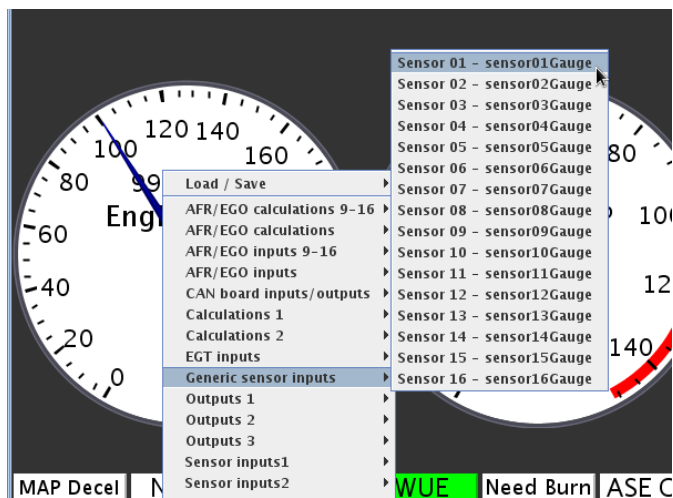 120 140
100
160
80
99
Engi
60
40
20
0
80
100
12
140
Load / Save
AFR/EGO calculations 9-16
AFR/EGO calculations
AFR/EGO inputs 9-16
AFR/EGO inputs
CAN board inputs/outputs
Calculations 1
Calculations 2
EGT inputs
Generic sensor inputs
Outputs 1
Outputs 2
Outputs 3
Sensor inputs1
Sensor inputs2
Sensor 01 - sensor01Gauge
Sensor 02 - sensor02Gauge
Sensor 03 - sensor03Gauge
Sensor 04 - sensor04Gauge
Sensor 05 - sensor05Gauge
Sensor 06 - sensor06Gauge
Sensor 07 - sensor07Gauge
Sensor 08 - sensor08Gauge
Sensor 09 - sensor09Gauge
Sensor 10 - sensor10Gauge
Sensor 11 - sensor11Gauge
Sensor 12 - sensor12Gauge
Sensor 13 - sensor13Gauge
Sensor 14 - sensor14Gauge
Sensor 15 - sensor15Gauge
Sensor 16 - sensor16Gauge
MAP Decel
N
WUE
Need Burn
ASE